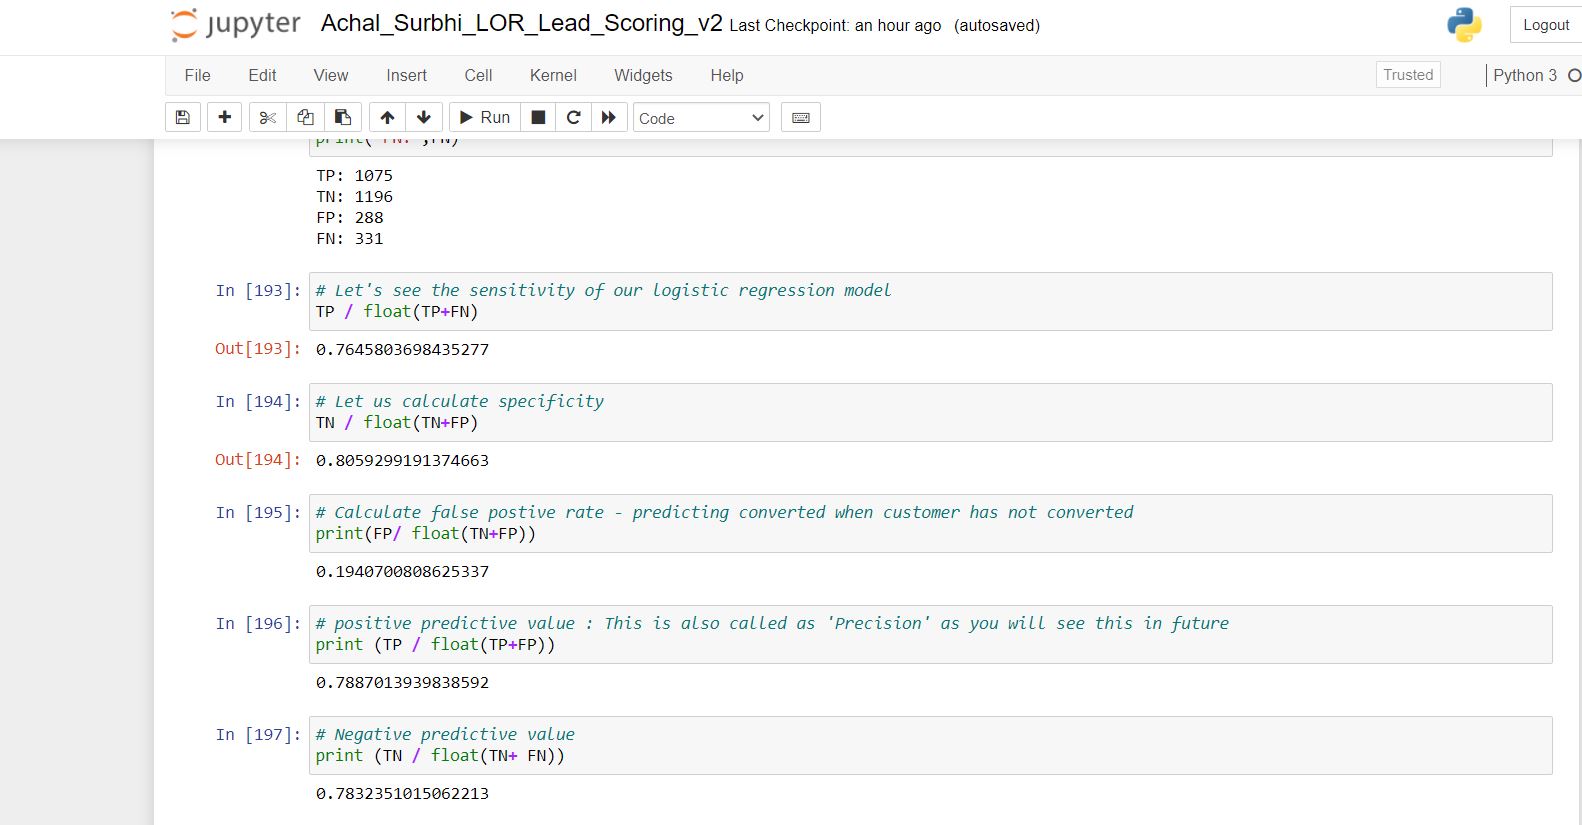 jupyter Achal_Surbhi_LOR_Lead_Scoring_v2 Last Checkpoint: an hour ago (autosaved) Logout
File Edit View Insert Cell Kernel Widgets Help Trusted Python 3
Run Code
print("FN: ",FN)
TP: 1075
TN: 1196
FP: 288
FN: 331
In [193]: # Let's see the sensitivity of our logistic regression model
TP / float(TP+FN)
Out[193]: 0.7645803698435277
In [194]: # Let us calculate specificity
TN / float(TN+FP)
Out[194]: 0.8059299191374663
In [195]: # Calculate false postive rate - predicting converted when customer has not converted
print(FP/ float(TN+FP))
0.1940700808625337
In [196]: # positive predictive value : This is also called as 'Precision' as you will see this in future
print (TP / float(TP+FP))
0.7887013939838592
In [197]: # Negative predictive value
print (TN / float(TN+ FN))
0.7832351015062213